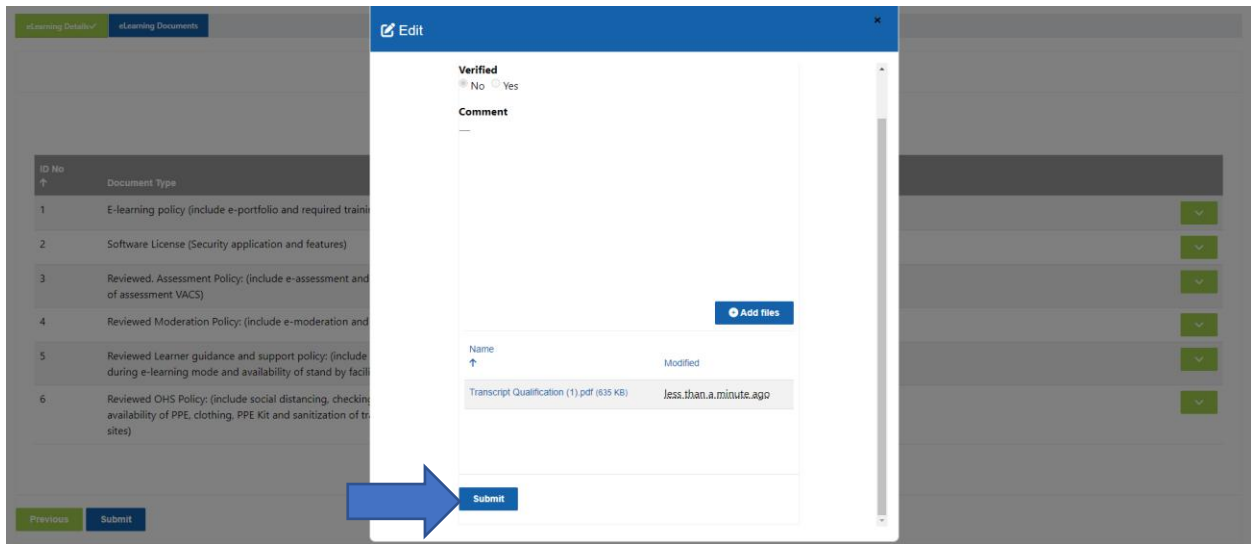 eLearning Details✓ eLearning Documents
Edit ×
Verified
No Yes
Comment
—
ID No
↑ Document Type
1 E-learning policy (include e-portfolio and required traini
2 Software License (Security application and features)
3 Reviewed. Assessment Policy: (include e-assessment and
of assessment VACS)
4 Reviewed Moderation Policy: (include e-moderation and
5 Reviewed Learner guidance and support policy: (include
during e-learning mode and availability of stand by facili
6 Reviewed OHS Policy: (include social distancing, checking
availability of PPE, clothing, PPE Kit and sanitization of tr
sites)
Add files
Name
↑ Modified
Transcript Qualification (1).pdf (635 KB) less than a minute ago
Submit
Previous Submit